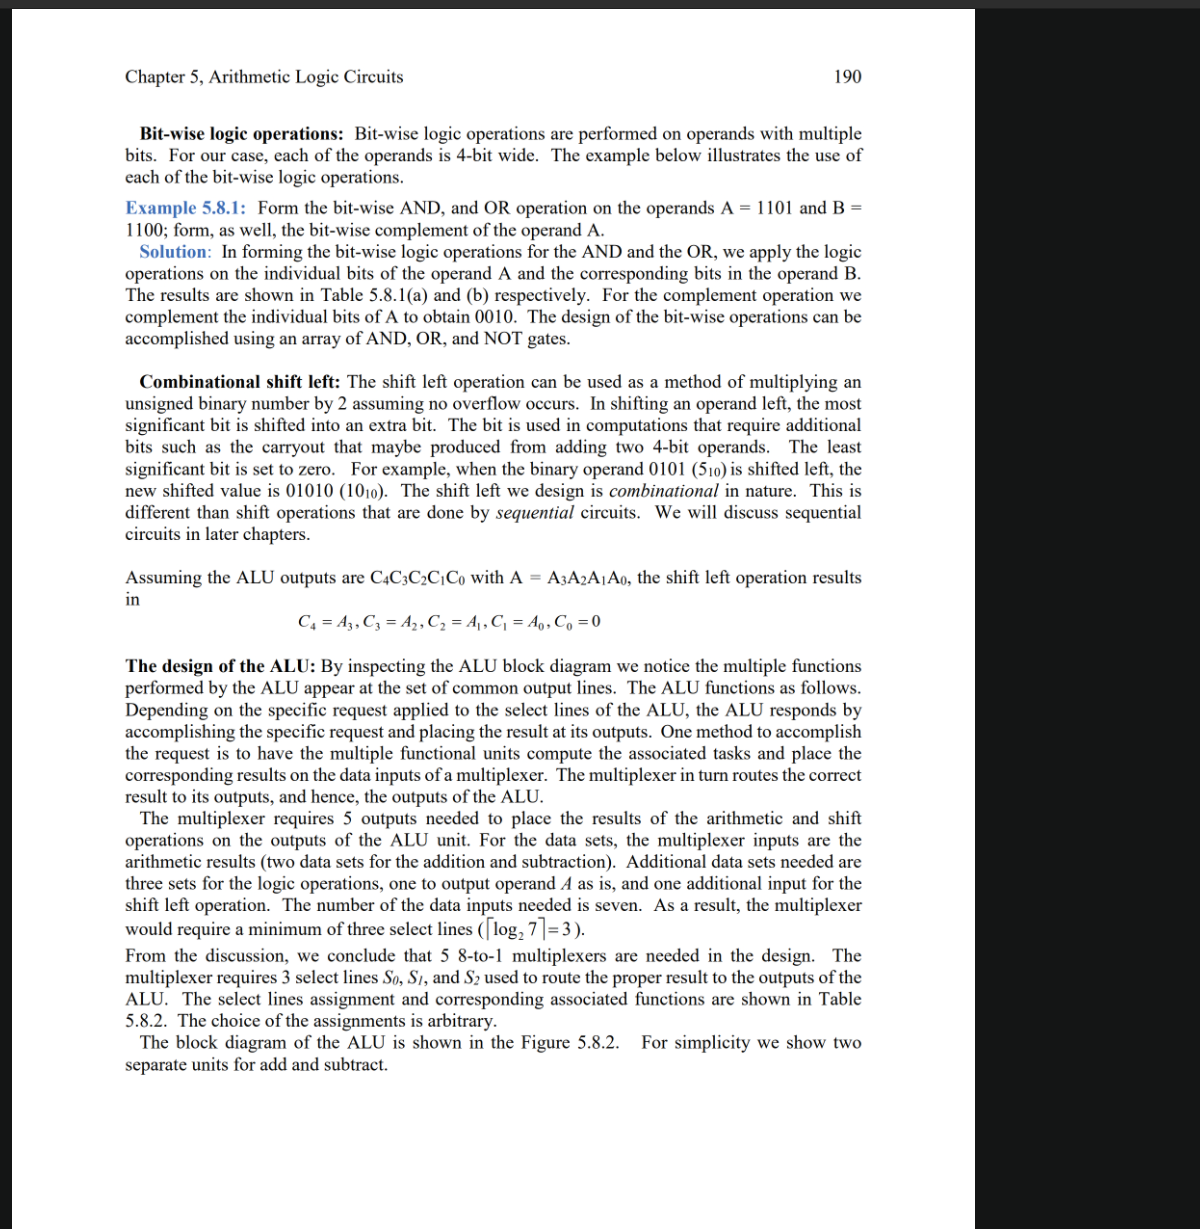 Chapter 5, Arithmetic Logic Circuits 190
Bit-wise logic operations: Bit-wise logic operations are performed on operands with multiple
bits. For our case, each of the operands is 4-bit wide. The example below illustrates the use of
each of the bit-wise logic operations.
Example 5.8.1: Form the bit-wise AND, and OR operation on the operands A = 1101 and B =
1100; form, as well, the bit-wise complement of the operand A.
Solution: In forming the bit-wise logic operations for the AND and the OR, we apply the logic
operations on the individual bits of the operand A and the corresponding bits in the operand B.
The results are shown in Table 5.8.1(a) and (b) respectively. For the complement operation we
complement the individual bits of A to obtain 0010. The design of the bit-wise operations can be
accomplished using an array of AND, OR, and NOT gates.
Combinational shift left: The shift left operation can be used as a method of multiplying an
unsigned binary number by 2 assuming no overflow occurs. In shifting an operand left, the most
significant bit is shifted into an extra bit. The bit is used in computations that require additional
bits such as the carryout that maybe produced from adding two 4-bit operands. The least
significant bit is set to zero. For example, when the binary operand 0101 (5₁₀) is shifted left, the
new shifted value is 01010 (10₁₀). The shift left we design is combinational in nature. This is
different than shift operations that are done by sequential circuits. We will discuss sequential
circuits in later chapters.
Assuming the ALU outputs are C₄C₃C₂C₁C₀ with A = A₃A₂A₁A₀, the shift left operation results
in
C₄ = A₃, C₃ = A₂, C₂ = A₁, C₁ = A₀, C₀ = 0
The design of the ALU: By inspecting the ALU block diagram we notice the multiple functions
performed by the ALU appear at the set of common output lines. The ALU functions as follows.
Depending on the specific request applied to the select lines of the ALU, the ALU responds by
accomplishing the specific request and placing the result at its outputs. One method to accomplish
the request is to have the multiple functional units compute the associated tasks and place the
corresponding results on the data inputs of a multiplexer. The multiplexer in turn routes the correct
result to its outputs, and hence, the outputs of the ALU.
The multiplexer requires 5 outputs needed to place the results of the arithmetic and shift
operations on the outputs of the ALU unit. For the data sets, the multiplexer inputs are the
arithmetic results (two data sets for the addition and subtraction). Additional data sets needed are
three sets for the logic operations, one to output operand A as is, and one additional input for the
shift left operation. The number of the data inputs needed is seven. As a result, the multiplexer
would require a minimum of three select lines (⌈log₂ 7⌉=3).
From the discussion, we conclude that 5 8-to-1 multiplexers are needed in the design. The
multiplexer requires 3 select lines S₀, S₁, and S₂ used to route the proper result to the outputs of the
ALU. The select lines assignment and corresponding associated functions are shown in Table
5.8.2. The choice of the assignments is arbitrary.
The block diagram of the ALU is shown in the Figure 5.8.2. For simplicity we show two
separate units for add and subtract.